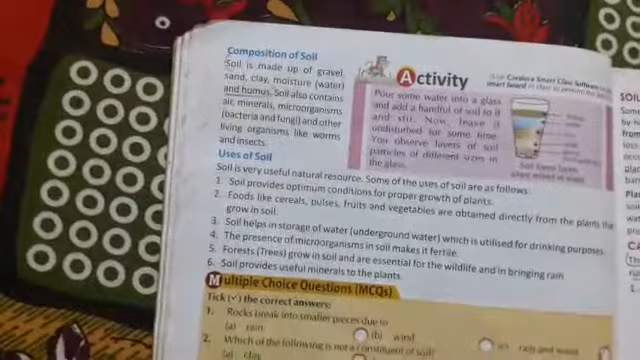 Composition of Soil
Soil is made up of gravel,
sand, clay, moisture (water)
and humus. Soil also contains
air, minerals, microorganisms
(bacteria and fungi) and other
living organisms like worms
and insects.
Activity
Pour some water into a glass
and add a handful of soil to it
and stir. Now, leave it
undisturbed for some time.
You observe layers of soil
particles of different sizes in
the glass.
Uses of Soil
Soil is very useful natural resource. Some of the uses of soil are as follows:
1. Soil provides optimum conditions for proper growth of plants.
2. Foods like cereals, pulses, fruits and vegetables are obtained directly from the plants
grow in soil.
3. Soil helps in storage of water (underground water) which is utilised for drinking purposes.
4. The presence of microorganisms in soil makes it fertile.
5. Forests (Trees) grow in soil and are essential for the wildlife and in bringing rain
6. Soil provides useful minerals to the plants.
Multiple Choice Questions (MCQs)
Tick (✓) the correct answers:
1. Rocks break into smaller pieces due to
(a) rain (b) wind (c) rain and wind
2. Which of the following is not a constituent of soil?
(a) clay